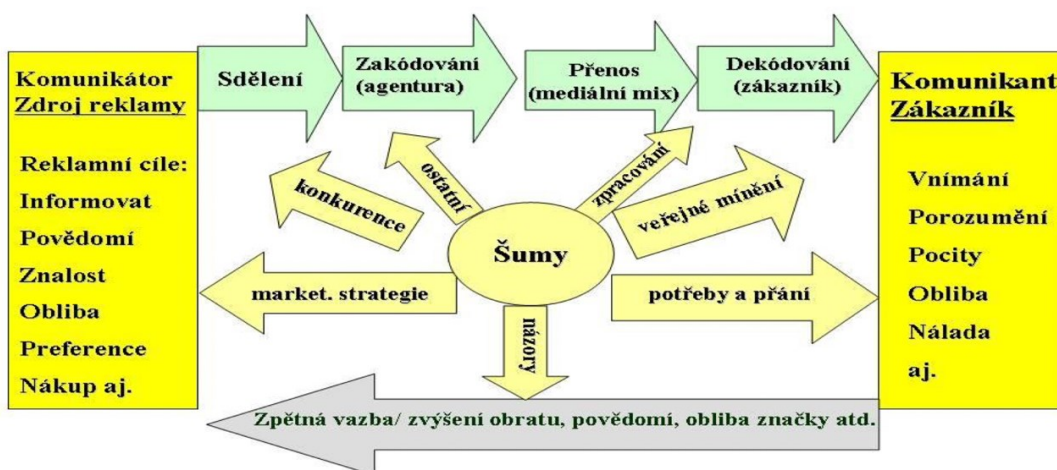 Komunikátor
Zdroj reklamy
Reklamní cíle:
Informovat
Povědomí
Znalost
Obliba
Preference
Nákup aj.
Sdělení
Zakódování
(agentura)
Přenos
(mediální mix)
Dekódování
(zákazník)
Komunikant
Zákazník
Vnímání
Porozumění
Pocity
Obliba
Nálada
aj.
konkurence
ostatní
zpracování
veřejné mínění
Šumy
market. strategie
potřeby a přání
názory
Zpětná vazba/ zvýšení obratu, povědomí, obliba značky atd.